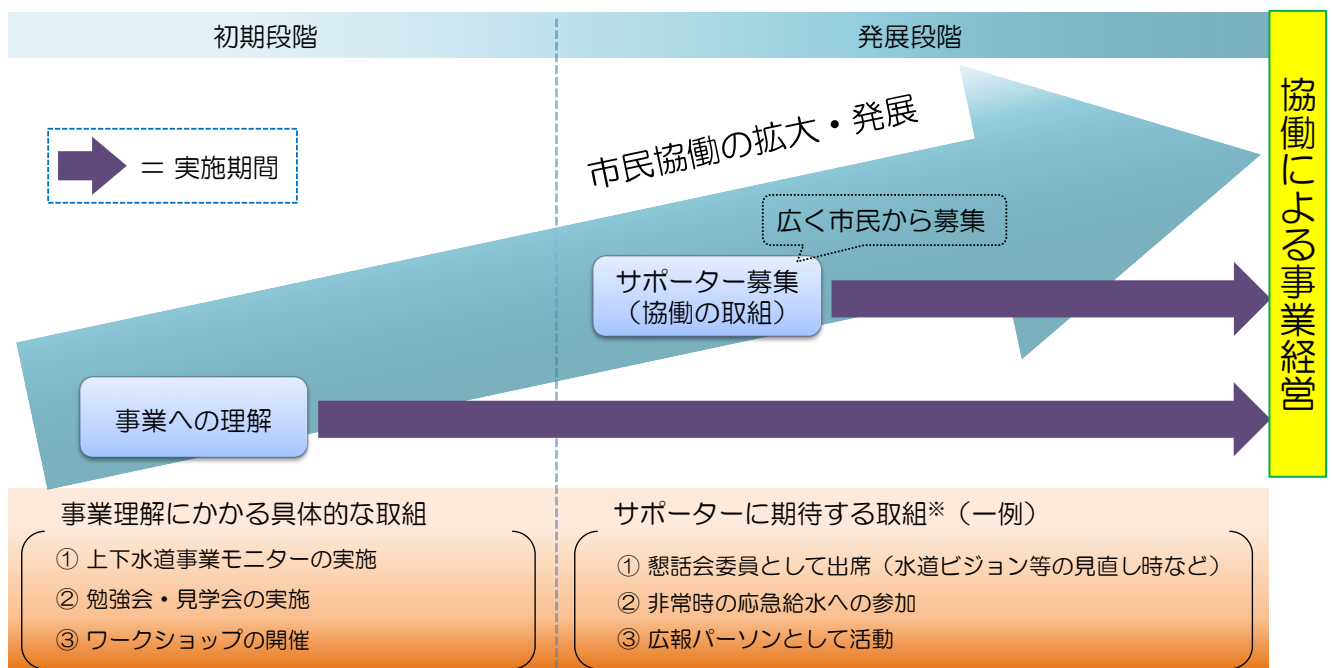 初期段階
発展段階
＝ 実施期間
市民協働の拡大・発展
広く市民から募集
サポーター募集
（協働の取組）
事業への理解
協働による事業経営
事業理解にかかる具体的な取組
① 上下水道事業モニターの実施
② 勉強会・見学会の実施
③ ワークショップの開催
サポーターに期待する取組※（一例）
① 懇話会委員として出席（水道ビジョン等の見直し時など）
② 非常時の応急給水への参加
③ 広報パーソンとして活動